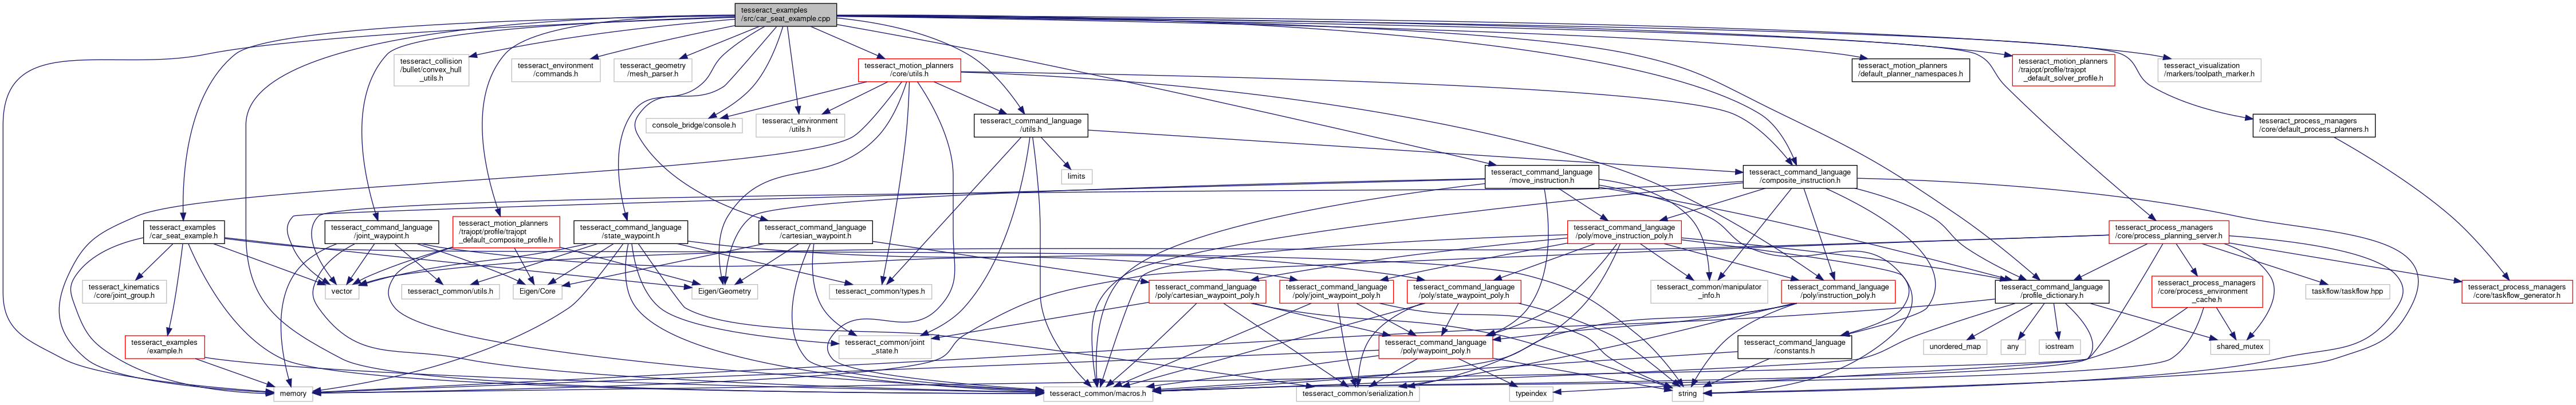 tesseract_examples
/src/car_seat_example.cpp
tesseract_collision
/bullet/convex_hull
_utils.h
tesseract_environment
/commands.h
tesseract_geometry
/mesh_parser.h
tesseract_motion_planners
/core/utils.h
tesseract_motion_planners
/default_planner_namespaces.h
tesseract_motion_planners
/trajopt/profile/trajopt
_default_solver_profile.h
tesseract_visualization
/markers/toolpath_marker.h
console_bridge/console.h
tesseract_environment
/utils.h
tesseract_command_language
/utils.h
tesseract_process_managers
/core/default_process_planners.h
limits
tesseract_command_language
/move_instruction.h
tesseract_command_language
/composite_instruction.h
tesseract_examples
/car_seat_example.h
tesseract_command_language
/joint_waypoint.h
tesseract_motion_planners
/trajopt/profile/trajopt
_default_composite_profile.h
tesseract_command_language
/state_waypoint.h
tesseract_command_language
/cartesian_waypoint.h
tesseract_command_language
/poly/move_instruction_poly.h
tesseract_process_managers
/core/process_planning_server.h
tesseract_kinematics
/core/joint_group.h
vector
tesseract_common/utils.h
Eigen/Core
Eigen/Geometry
tesseract_common/types.h
tesseract_command_language
/poly/cartesian_waypoint_poly.h
tesseract_command_language
/poly/joint_waypoint_poly.h
tesseract_command_language
/poly/state_waypoint_poly.h
tesseract_common/manipulator
_info.h
tesseract_command_language
/poly/instruction_poly.h
tesseract_command_language
/profile_dictionary.h
tesseract_process_managers
/core/process_environment
_cache.h
taskflow/taskflow.hpp
tesseract_process_managers
/core/taskflow_generator.h
tesseract_examples
/example.h
tesseract_common/joint
_state.h
tesseract_command_language
/poly/waypoint_poly.h
tesseract_command_language
/constants.h
unordered_map
any
iostream
shared_mutex
memory
tesseract_common/macros.h
tesseract_common/serialization.h
typeindex
string